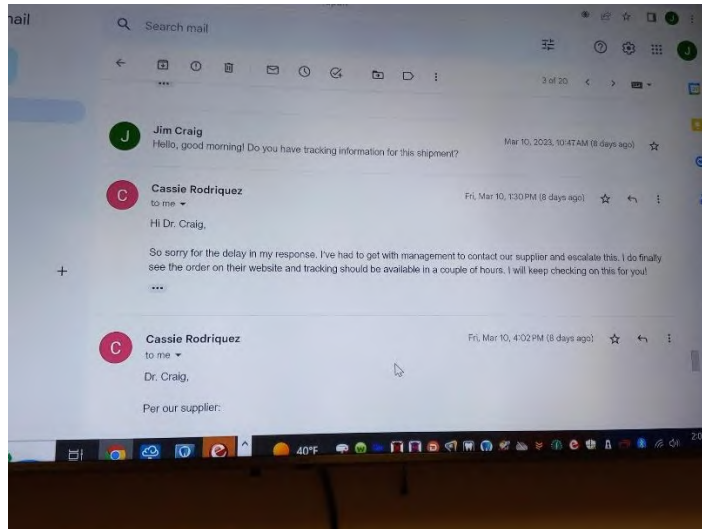 nail
Search mail
J
J
3 of 20
J
Jim Craig
Mar 10, 2023, 10:47AM (8 days ago)
Hello, good morning! Do you have tracking information for this shipment?
C
Cassie Rodriquez
Fri, Mar 10, 1:30PM (8 days ago)
to me
Hi Dr. Craig,
So sorry for the delay in my response. I've had to get with management to contact our supplier and escalate this. I do finally
see the order on their website and tracking should be available in a couple of hours. I will keep checking on this for you!
C
Cassie Rodriquez
Fri, Mar 10, 4:02PM (8 days ago)
to me
Dr. Craig,
Per our supplier:
40°F
2:0